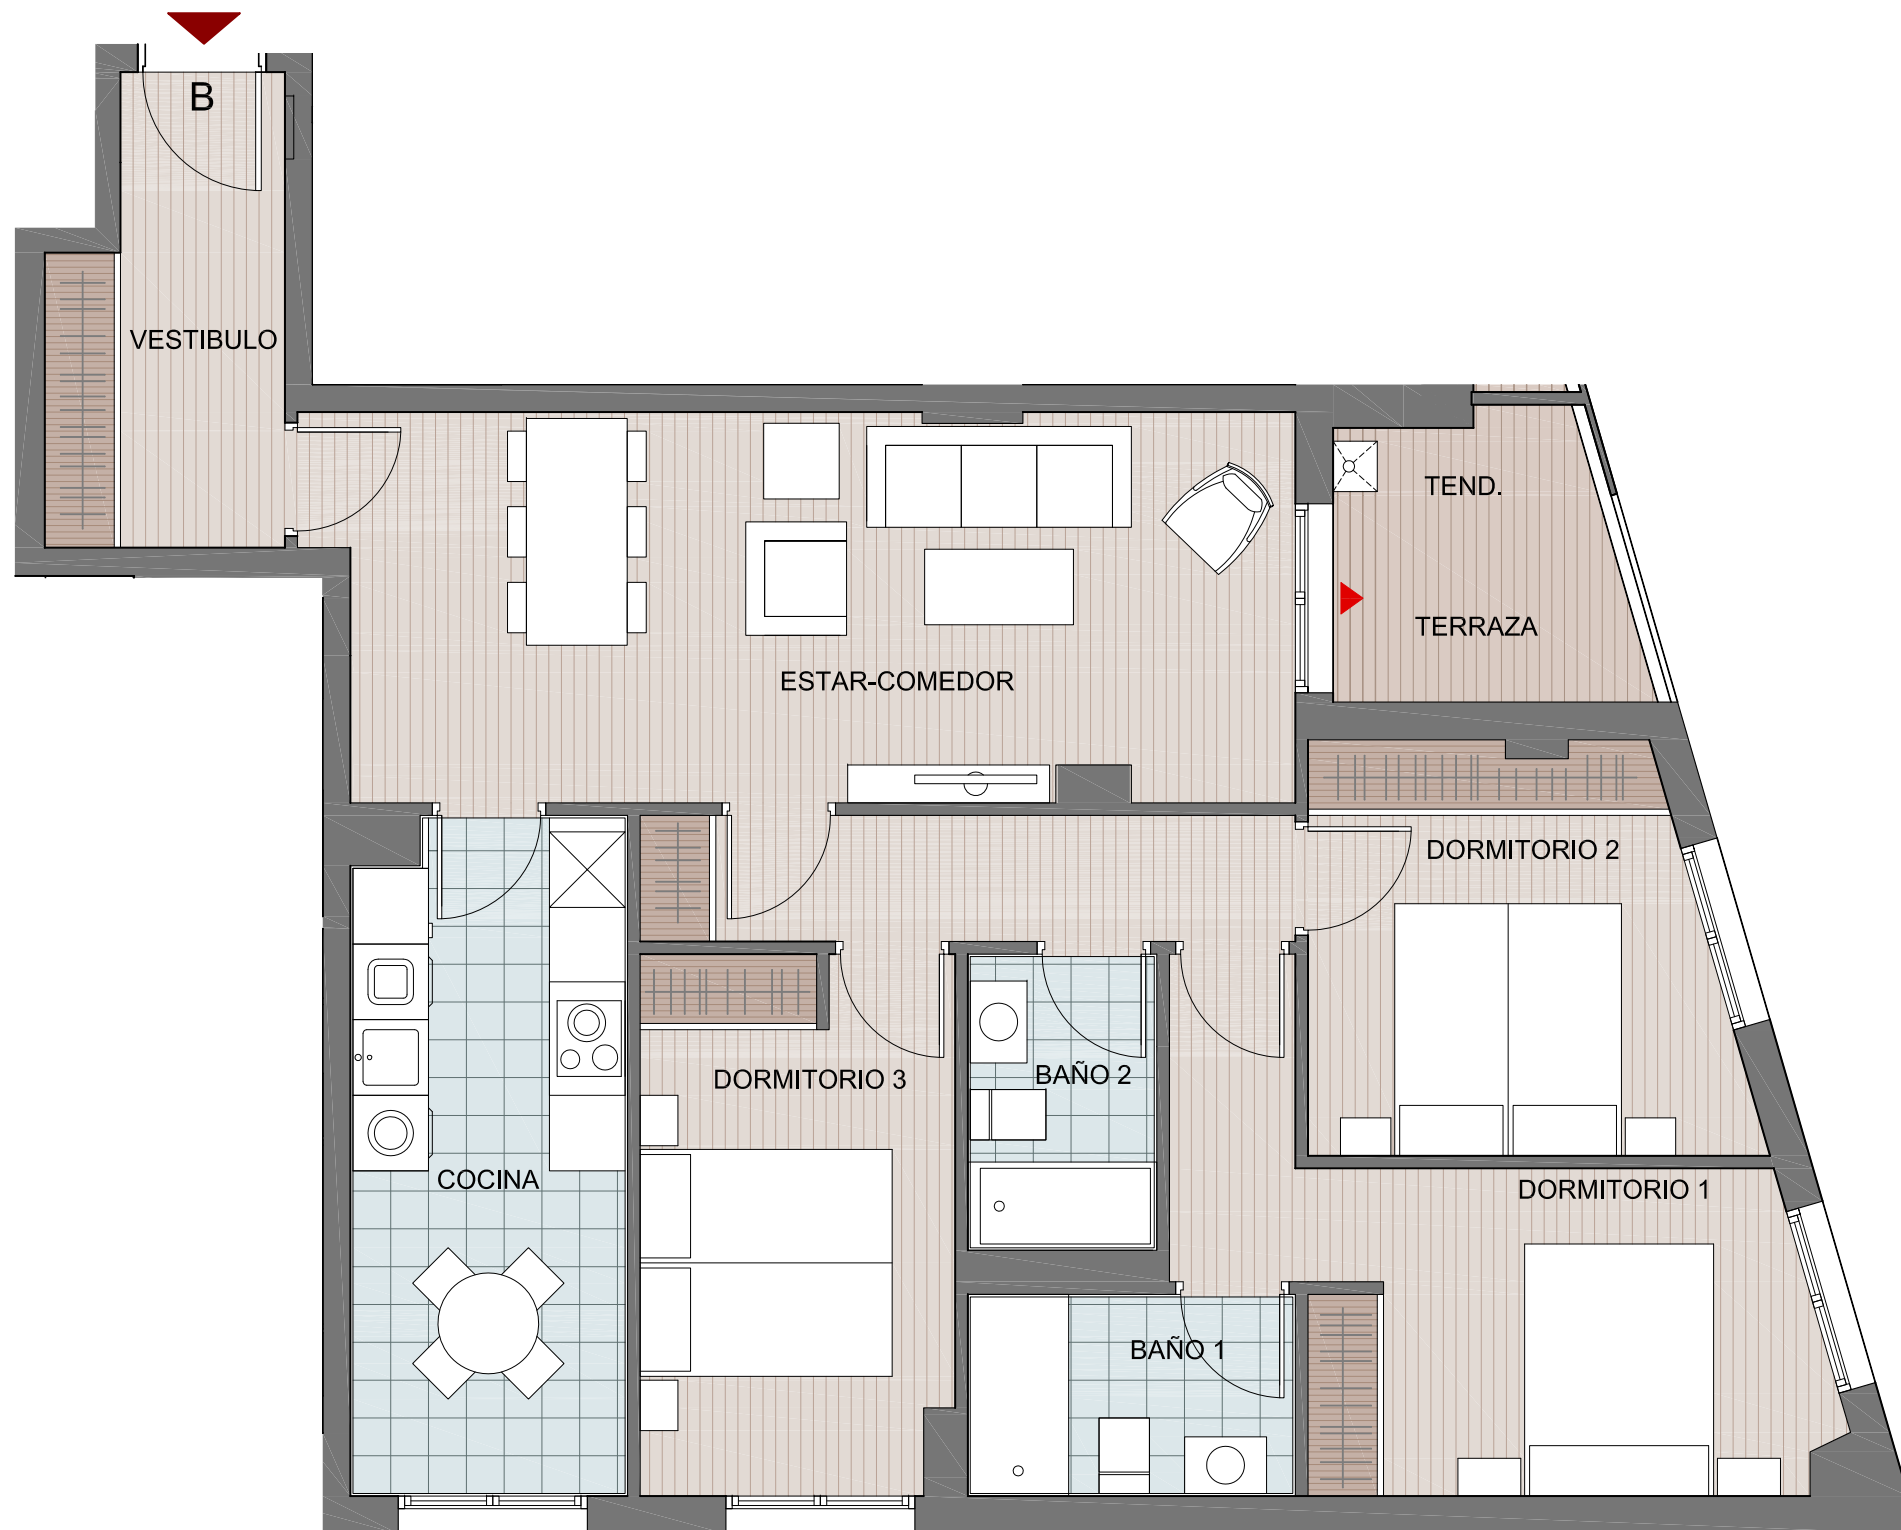 B
VESTIBULO
TEND.
TERRAZA
ESTAR-COMEDOR
DORMITORIO 2
DORMITORIO 3
BAÑO 2
COCINA
DORMITORIO 1
BAÑO 1